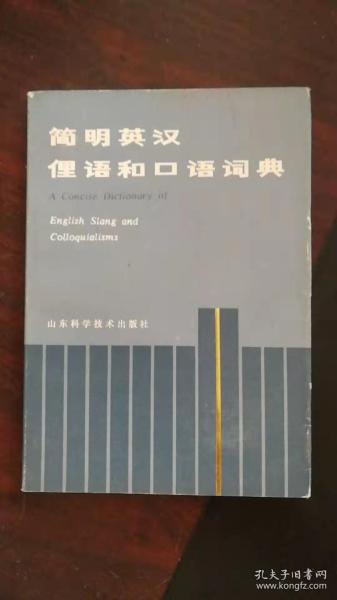 简明英汉
俚语和口语词典
A Concise Dictionary of
English Slang and
Colloquialisms
山东科学技术出版社
孔夫子旧书网
www.kongfz.com